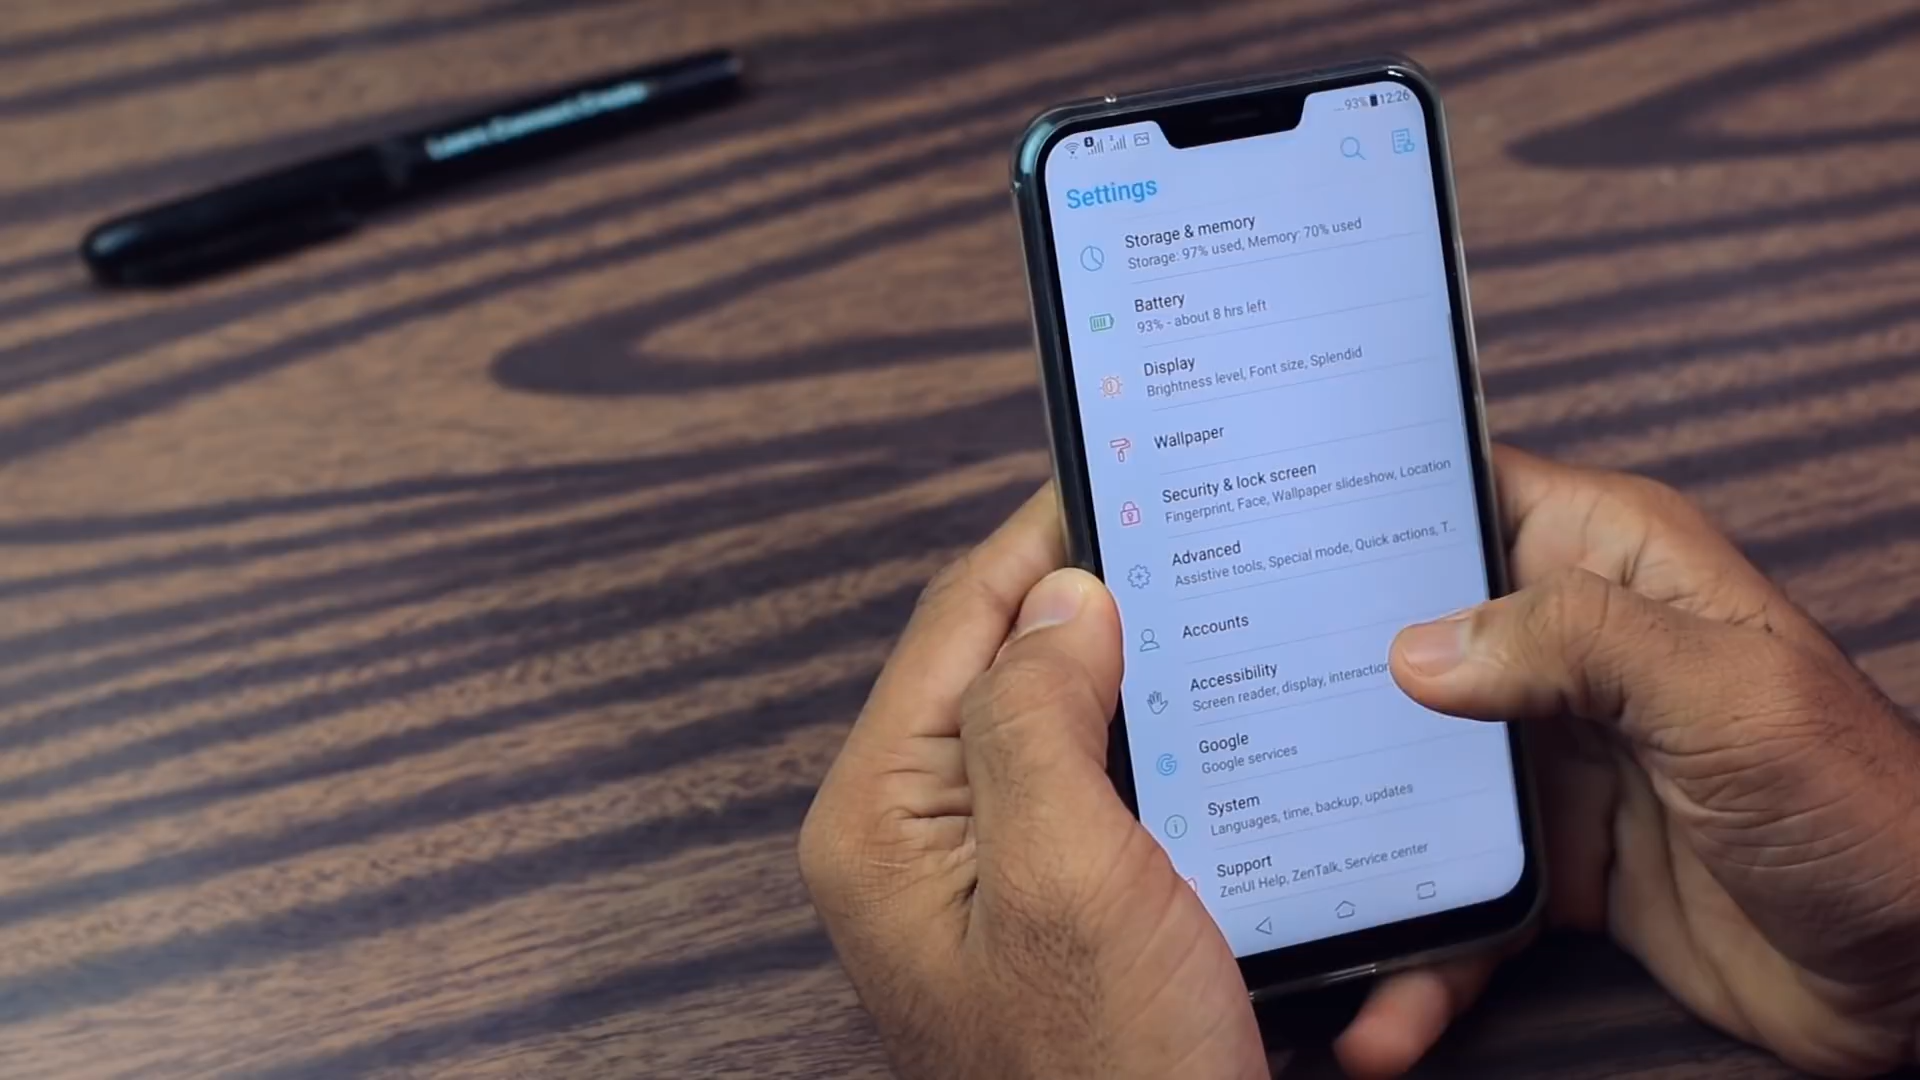 Learn Connect Create
93% 12:26
Settings
Storage & memory
Storage: 97% used, Memory: 70% used
Battery
93% - about 8 hrs left
Display
Brightness level, Font size, Splendid
Wallpaper
Security & lock screen
Fingerprint, Face, Wallpaper slideshow, Location
Advanced
Assistive tools, Special mode, Quick actions, T...
Accounts
Accessibility
Screen reader, display, interaction
Google
Google services
System
Languages, time, backup, updates
Support
ZenUI Help, ZenTalk, Service center